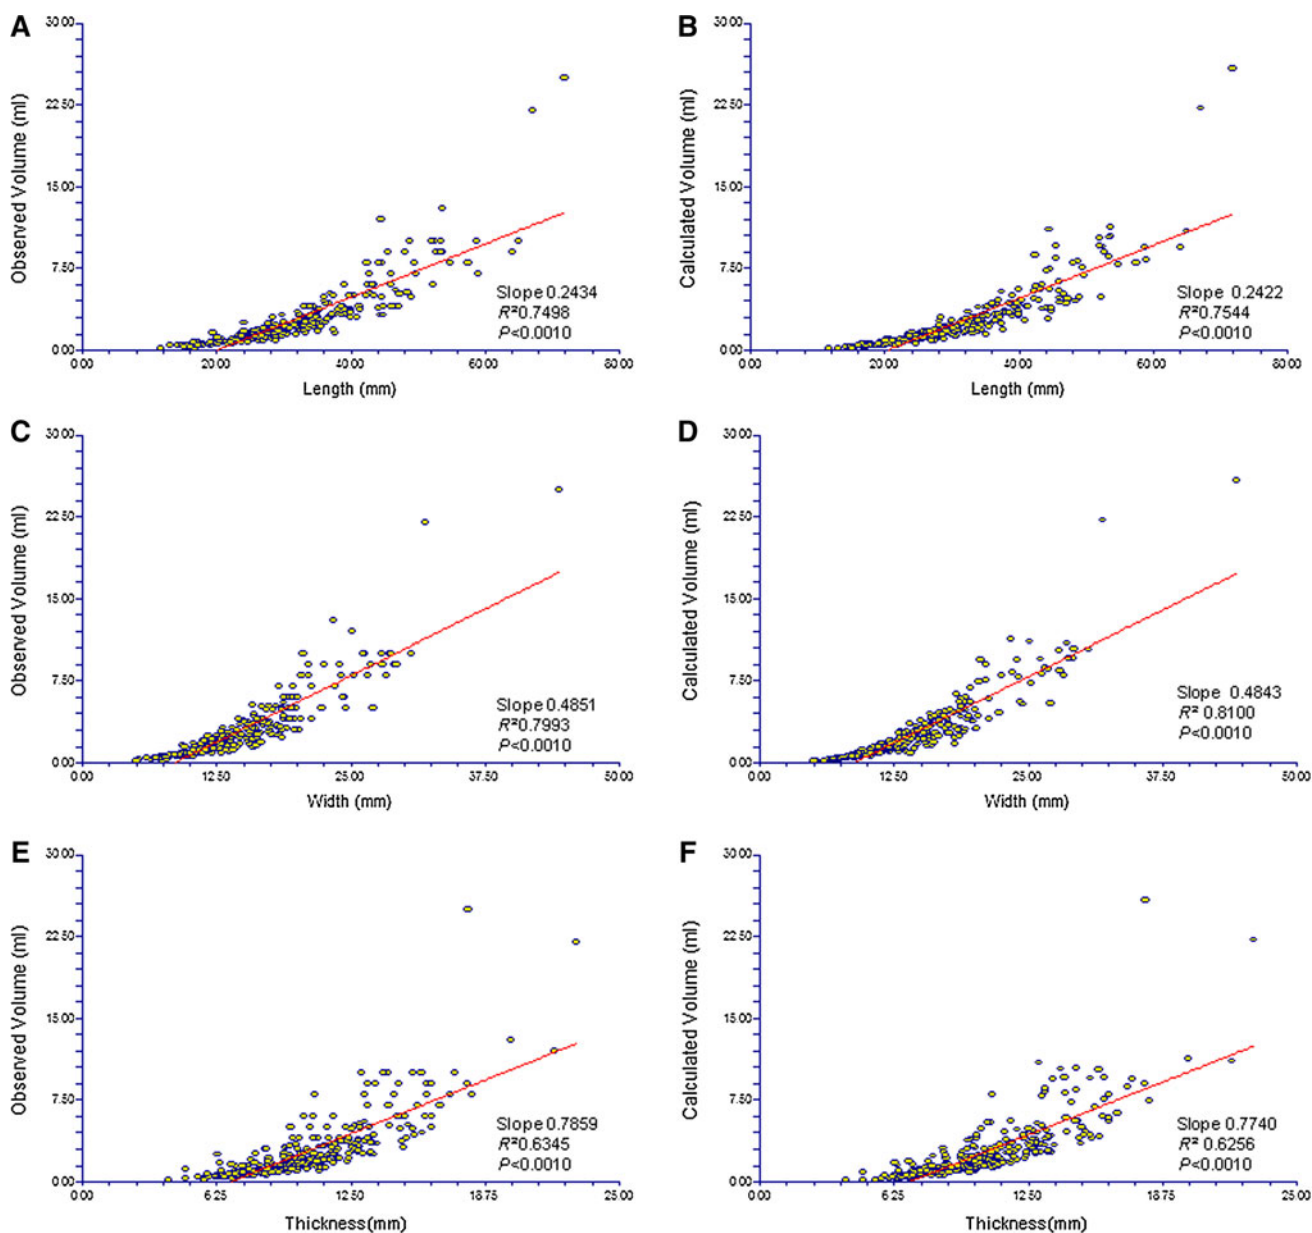 A
Observed Volume (ml)
30.00
22.50
15.00
7.50
0.00
0.00 20.00 40.00 60.00 80.00
Length (mm)
Slope 0.2434
R² 0.7498
P<0.0010
B
Calculated Volume (ml)
30.00
22.50
15.00
7.50
0.00
0.00 20.00 40.00 60.00 80.00
Length (mm)
Slope 0.2422
R² 0.7544
P<0.0010
C
Observed Volume (ml)
30.00
22.50
15.00
7.50
0.00
0.00 12.50 25.00 37.50 50.00
Width (mm)
Slope 0.4851
R² 0.7993
P<0.0010
D
Calculated Volume (ml)
30.00
22.50
15.00
7.50
0.00
0.00 12.50 25.00 37.50 50.00
Width (mm)
Slope 0.4843
R² 0.8100
P<0.0010
E
Observed Volume (ml)
30.00
22.50
15.00
7.50
0.00
0.00 6.25 12.50 18.75 25.00
Thickness(mm)
Slope 0.7859
R² 0.6345
P<0.0010
F
Calculated Volume (ml)
30.00
22.50
15.00
7.50
0.00
0.00 6.25 12.50 18.75 25.00
Thickness(mm)
Slope 0.7740
R² 0.6256
P<0.0010